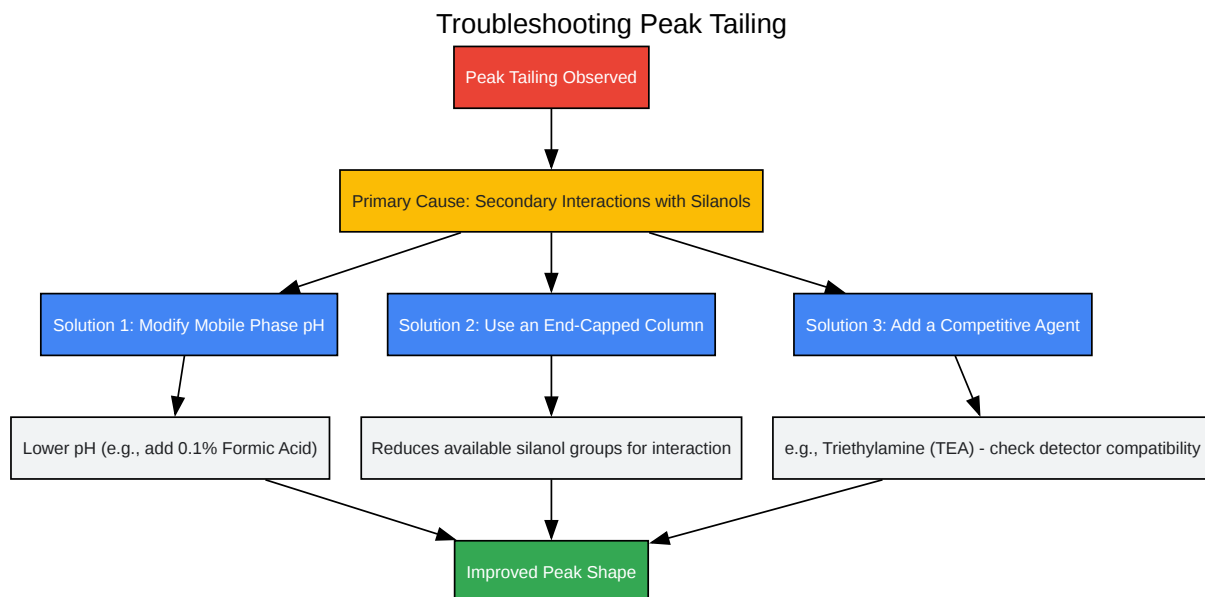 Troubleshooting Peak Tailing
Peak Tailing Observed
Primary Cause: Secondary Interactions with Silanols
Solution 1: Modify Mobile Phase pH
Solution 2: Use an End-Capped Column
Solution 3: Add a Competitive Agent
Lower pH (e.g., add 0.1% Formic Acid)
Reduces available silanol groups for interaction
e.g., Triethylamine (TEA) - check detector compatibility
Improved Peak Shape